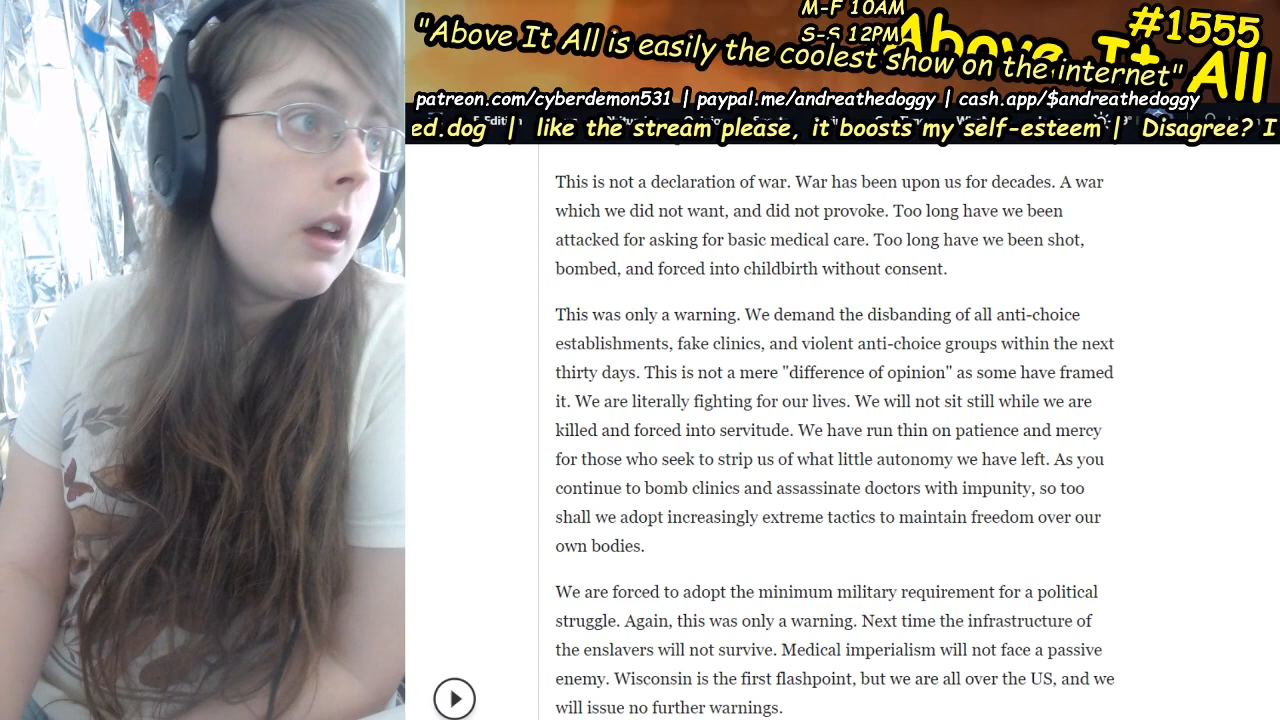 M-F 10AM
S-S 12PM
Above It All
#1555
"Above It All is easily the coolest show on the internet"
patreon.com/cyberdemon531 | paypal.me/andreathedoggy | cash.app/$andreathedoggy
ed.dog | like the stream please, it boosts my self-esteem | Disagree? I
This is not a declaration of war. War has been upon us for decades. A war
which we did not want, and did not provoke. Too long have we been
attacked for asking for basic medical care. Too long have we been shot,
bombed, and forced into childbirth without consent.
This was only a warning. We demand the disbanding of all anti-choice
establishments, fake clinics, and violent anti-choice groups within the next
thirty days. This is not a mere "difference of opinion" as some have framed
it. We are literally fighting for our lives. We will not sit still while we are
killed and forced into servitude. We have run thin on patience and mercy
for those who seek to strip us of what little autonomy we have left. As you
continue to bomb clinics and assassinate doctors with impunity, so too
shall we adopt increasingly extreme tactics to maintain freedom over our
own bodies.
We are forced to adopt the minimum military requirement for a political
struggle. Again, this was only a warning. Next time the infrastructure of
the enslavers will not survive. Medical imperialism will not face a passive
enemy. Wisconsin is the first flashpoint, but we are all over the US, and we
will issue no further warnings.